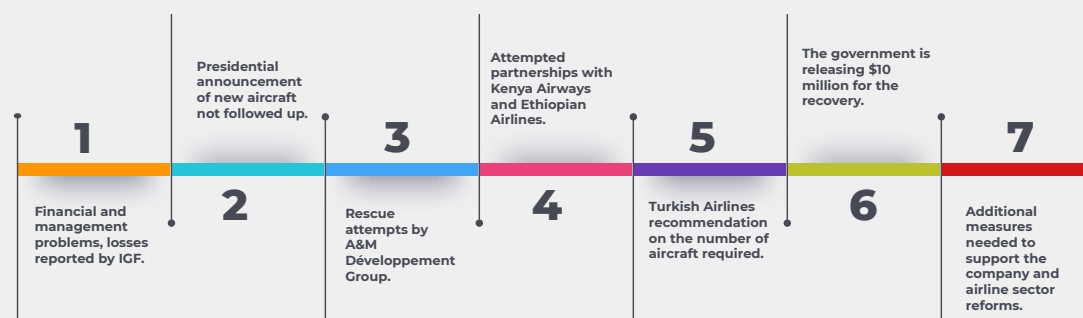 1
Financial and
management
problems, losses
reported by IGF.
Presidential
announcement
of new aircraft
not followed up.
2
3
Rescue
attempts by
A&M
Développement
Group.
Attempted
partnerships with
Kenya Airways
and Ethiopian
Airlines.
4
5
Turkish Airlines
recommendation
on the number of
aircraft required.
The government is
releasing $10
million for the
recovery.
6
7
Additional
measures
needed to
support the
company and
airline sector
reforms.